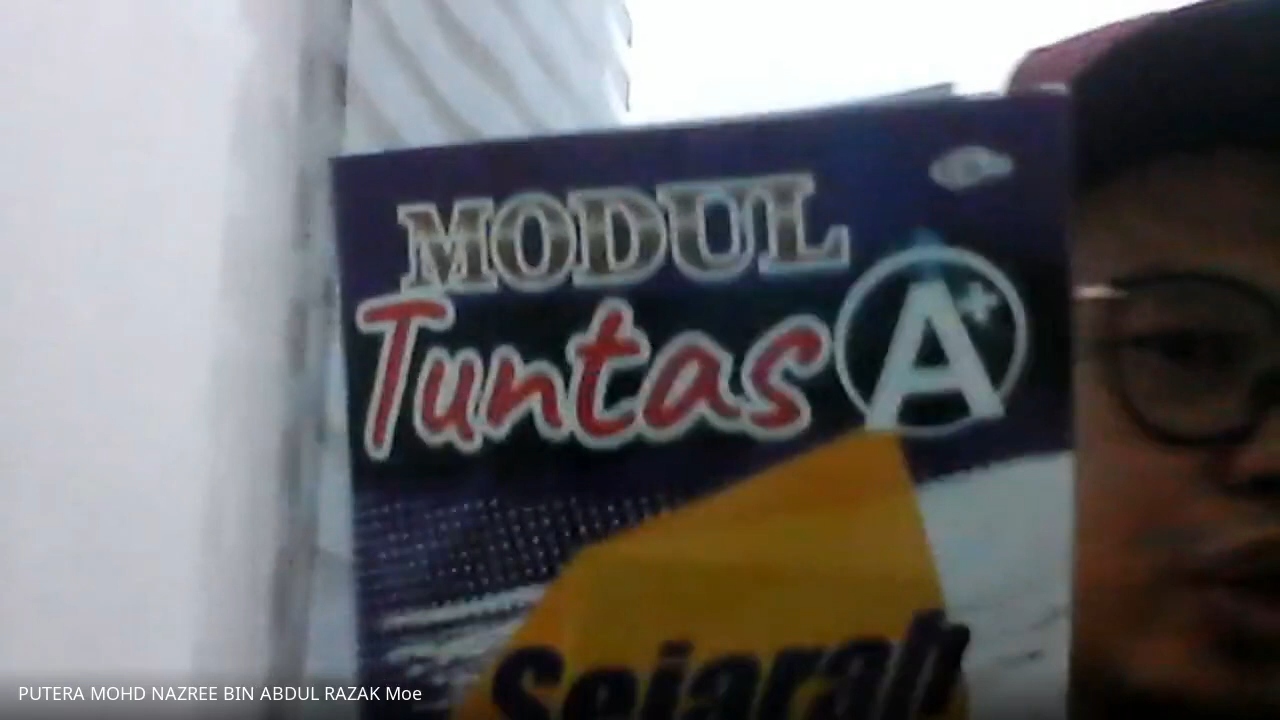 MODUL
Tuntas A+
Sejarah
PUTERA MOHD NAZREE BIN ABDUL RAZAK Moe